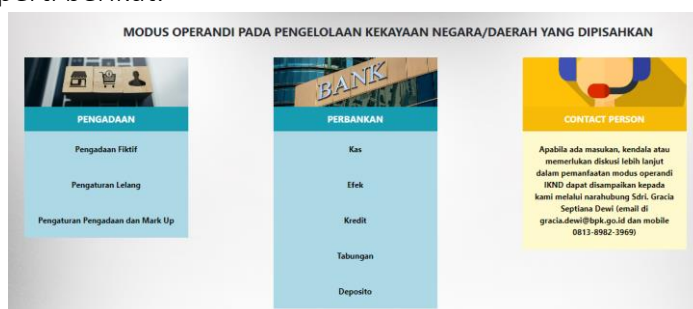 MODUS OPERANDI PADA PENGELOLAAN KEKAYAAN NEGARA/DAERAH YANG DIPISAHKAN
BANK
PENGADAAN
Pengadaan Fiktif
Pengaturan Lelang
Pengaturan Pengadaan dan Mark Up
PERBANKAN
Kas
Efek
Kredit
Tabungan
Deposito
CONTACT PERSON
Apabila ada masukan, kendala atau
memerlukan diskusi lebih lanjut
dalam pemanfaatan modus operandi
IKND dapat disampaikan kepada
kami melalui narahubung Sdri. Gracia
Septiana Dewi (email di
gracia.dewi@bpk.go.id dan mobile
0813-8982-3969)